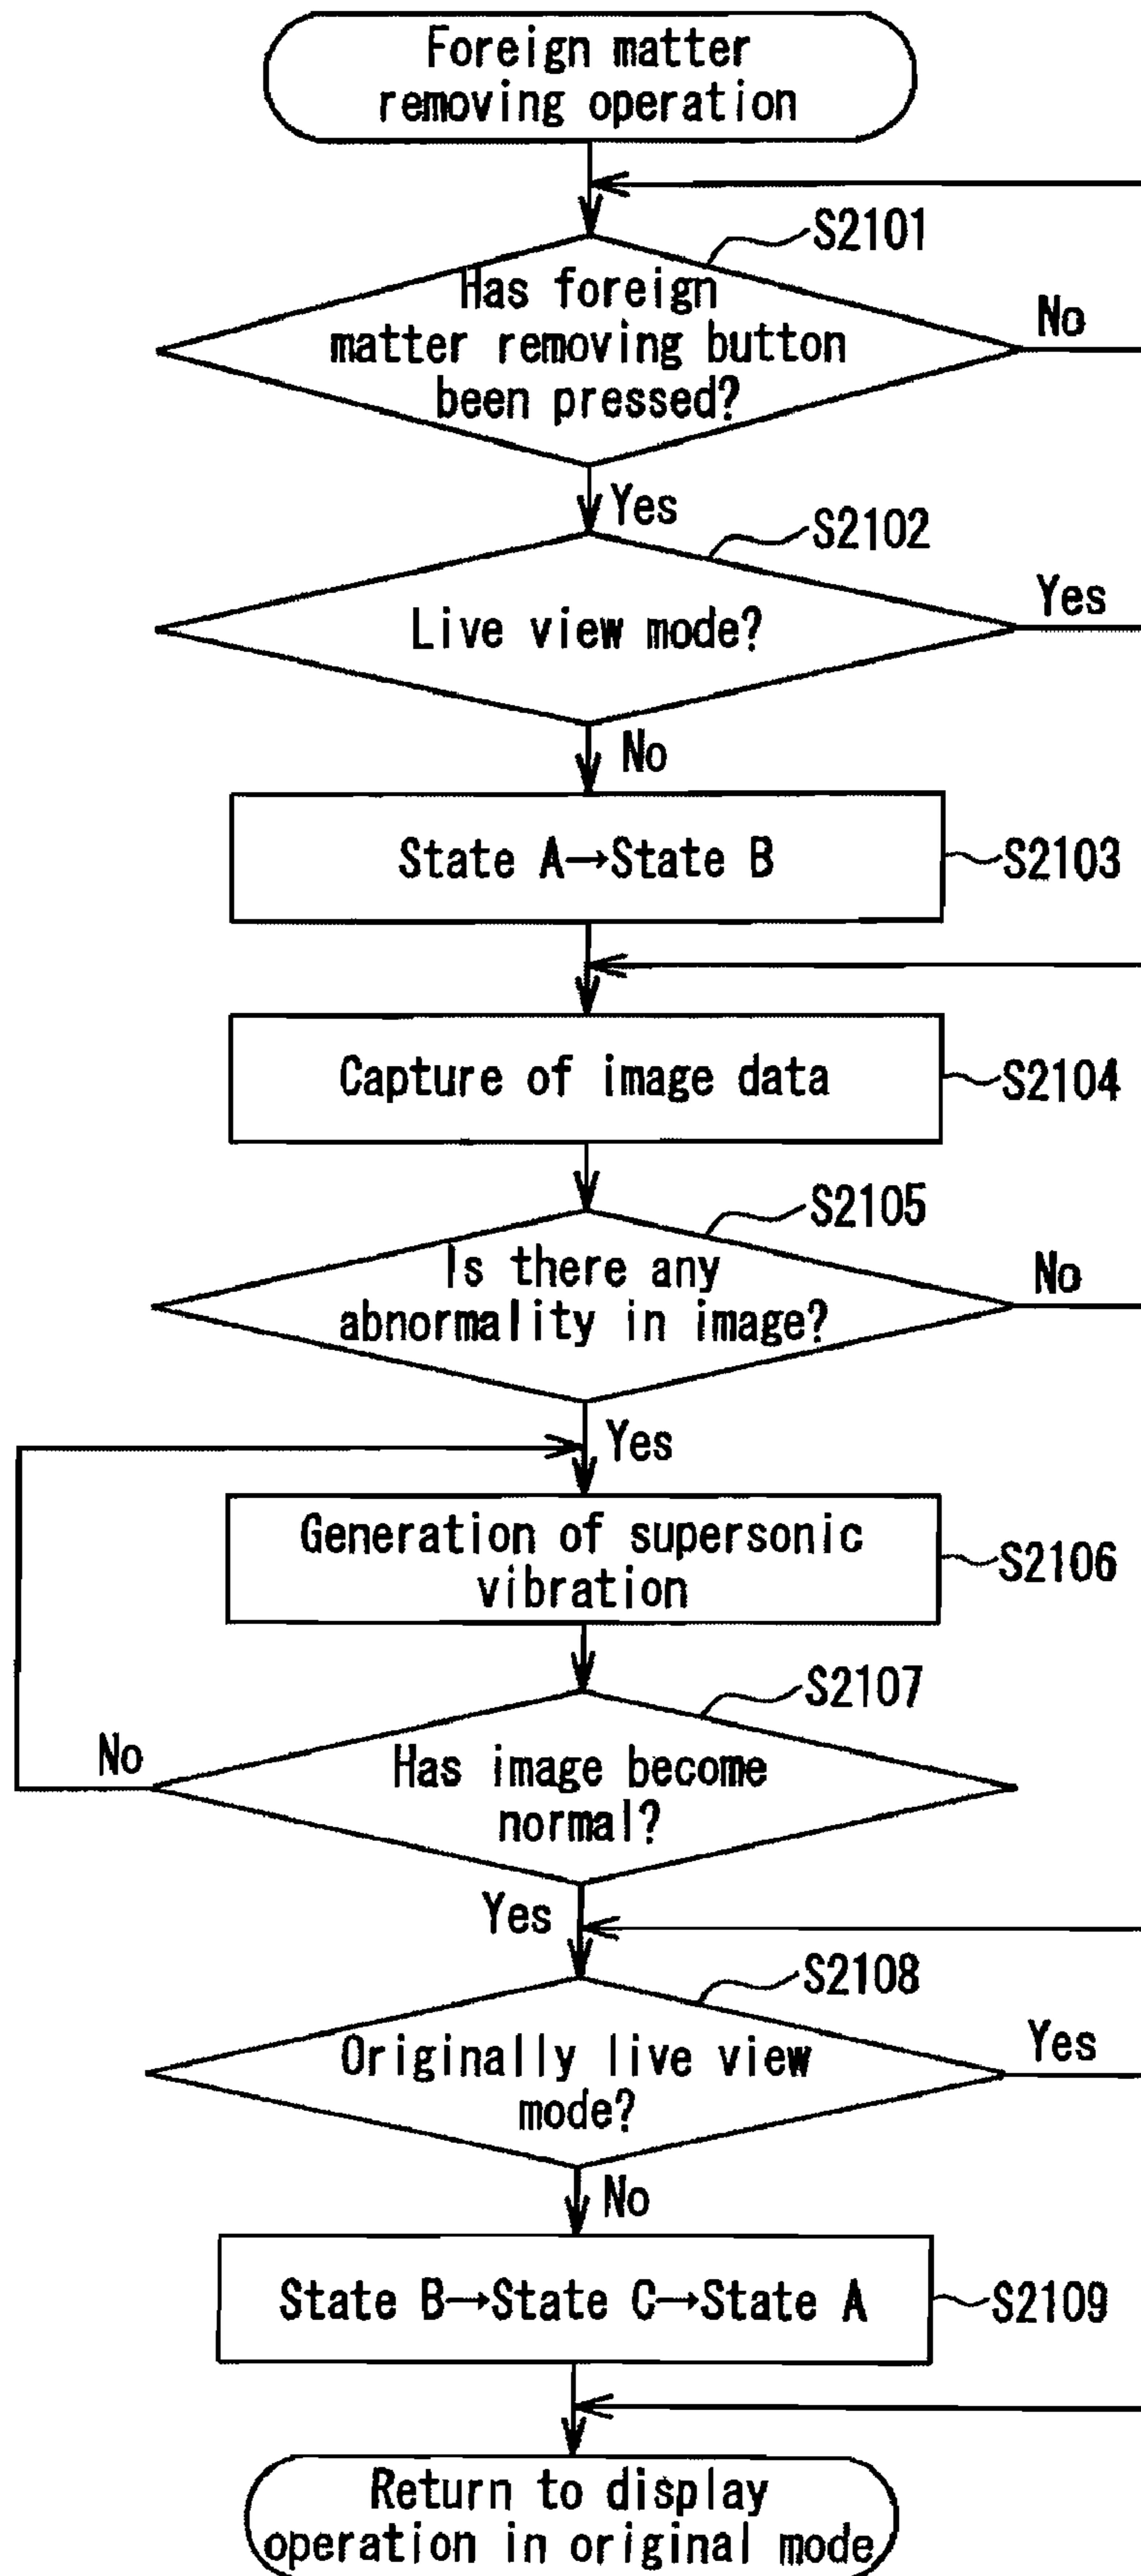 Foreign matter
removing operation
S2101
Has foreign
matter removing button
been pressed?
No
Yes
S2102
Live view mode?
Yes
No
State A→State B
S2103
Capture of image data
S2104
S2105
Is there any
abnormality in image?
No
Yes
Generation of supersonic
vibration
S2106
S2107
Has image become
normal?
No
Yes
S2108
Originally live view
mode?
Yes
No
State B→State C→State A
S2109
Return to display
operation in original mode